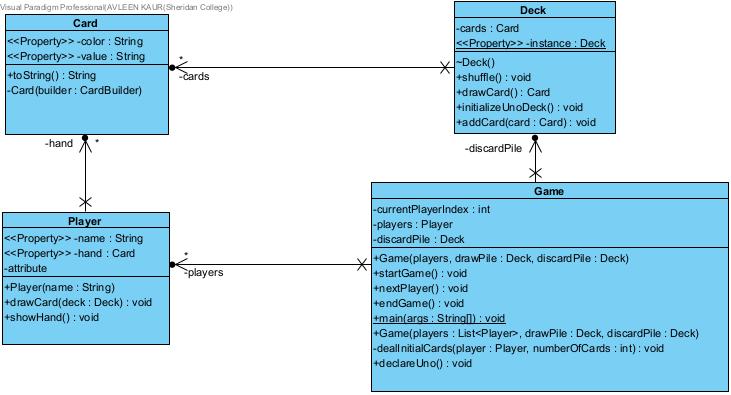 Visual Paradigm Professional(AVLEEN KAUR(Sheridan College))
Card
<<Property>> -color : String
<<Property>> -value : String
+toString() : String
-Card(builder : CardBuilder)
Deck
-cards : Card
<<Property>> -instance : Deck
~Deck()
+shuffle() : void
+drawCard() : Card
+initializeUnoDeck() : void
+addCard(card : Card) : void
*
-cards
-hand
*
-discardPile
Player
<<Property>> -name : String
<<Property>> -hand : Card
-attribute
+Player(name : String)
+drawCard(deck : Deck) : void
+showHand() : void
*
-players
Game
-currentPlayerIndex : int
-players : Player
-discardPile : Deck
+Game(players, drawPile : Deck, discardPile : Deck)
+startGame() : void
+nextPlayer() : void
+endGame() : void
+main(args : String[]) : void
+Game(players : List<Player>, drawPile : Deck, discardPile : Deck)
-dealInitialCards(player : Player, numberOfCards : int) : void
+declareUno() : void